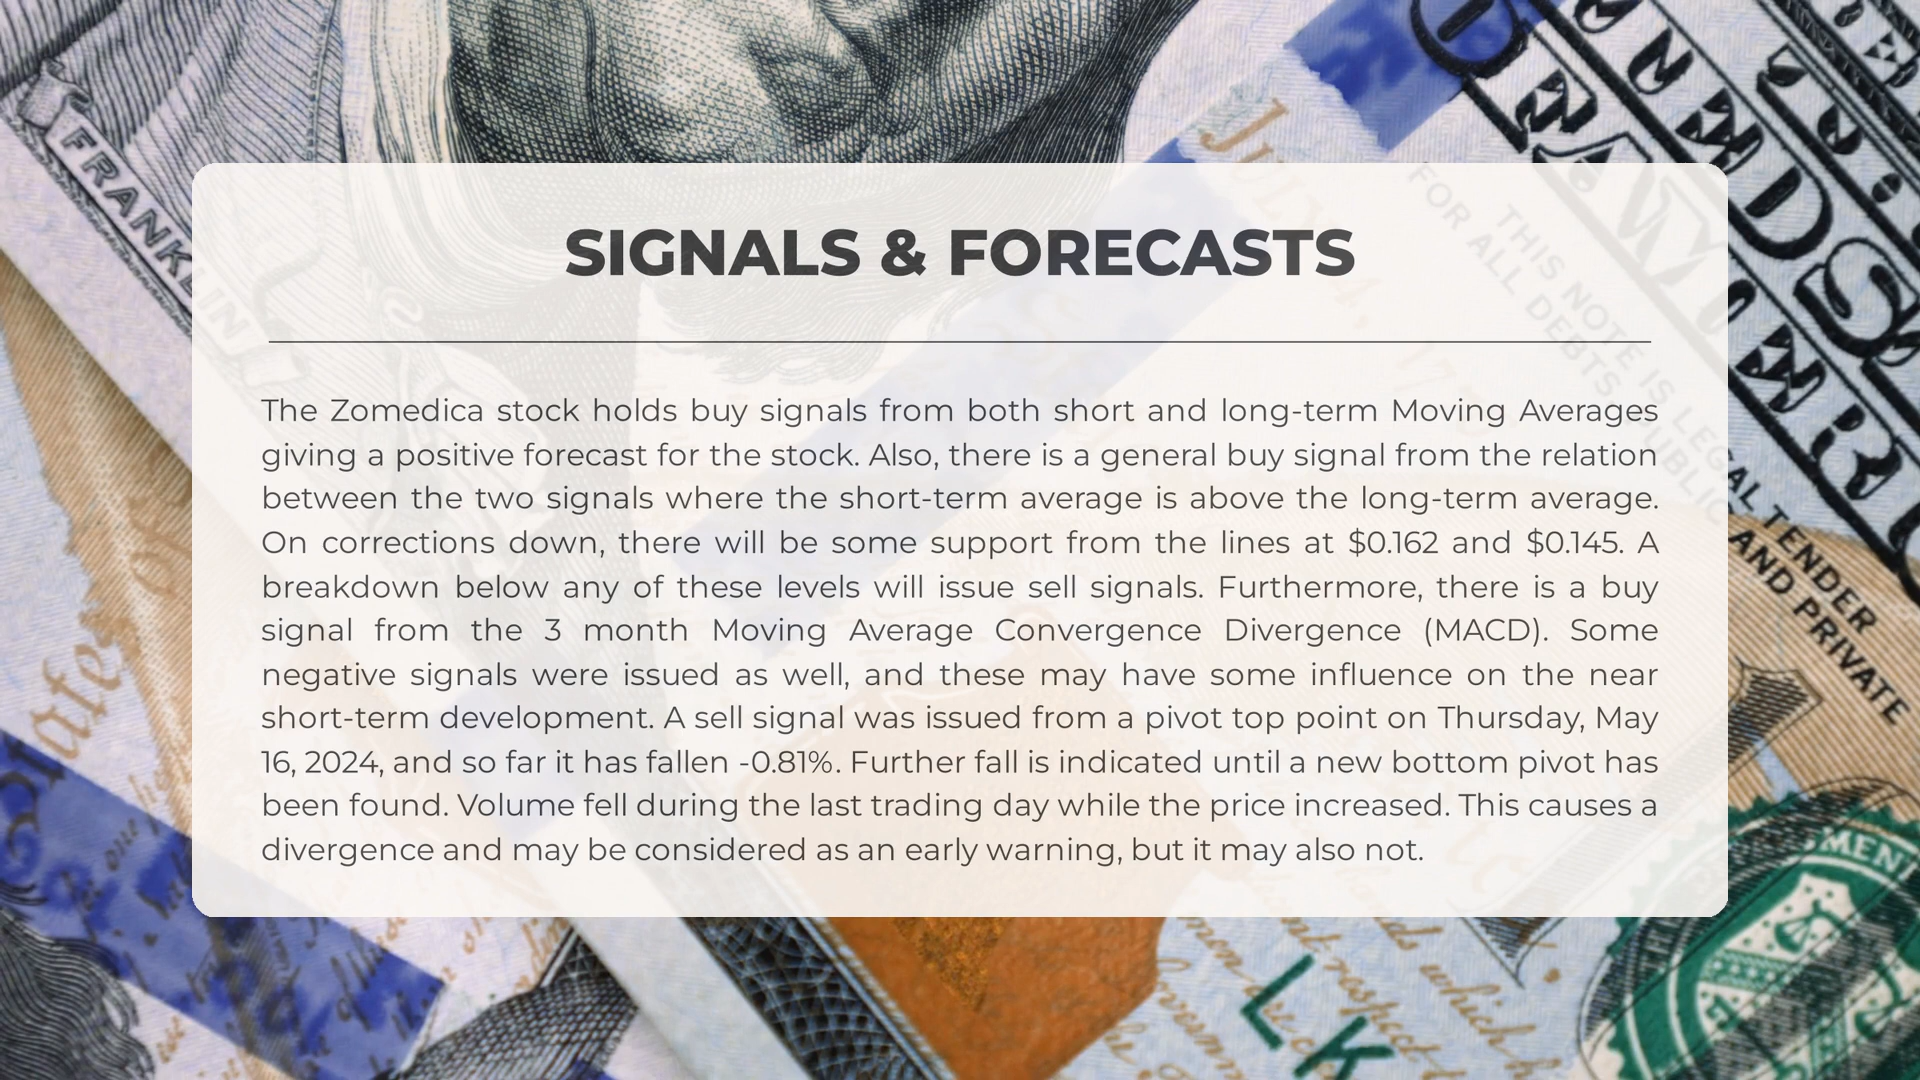 FRANKLIN
JULY 4, 17
THIS NOTE IS LEGAL TENDER
FOR ALL DEBTS, PUBLIC AND PRIVATE
SIGNALS & FORECASTS
The Zomedica stock holds buy signals from both short and long-term Moving Averages
giving a positive forecast for the stock. Also, there is a general buy signal from the relation
between the two signals where the short-term average is above the long-term average.
On corrections down, there will be some support from the lines at $0.162 and $0.145. A
breakdown below any of these levels will issue sell signals. Furthermore, there is a buy
signal from the 3 month Moving Average Convergence Divergence (MACD). Some
negative signals were issued as well, and these may have some influence on the near
short-term development. A sell signal was issued from a pivot top point on Thursday, May
16, 2024, and so far it has fallen -0.81%. Further fall is indicated until a new bottom pivot has
been found. Volume fell during the last trading day while the price increased. This causes a
divergence and may be considered as an early warning, but it may also not.
LK